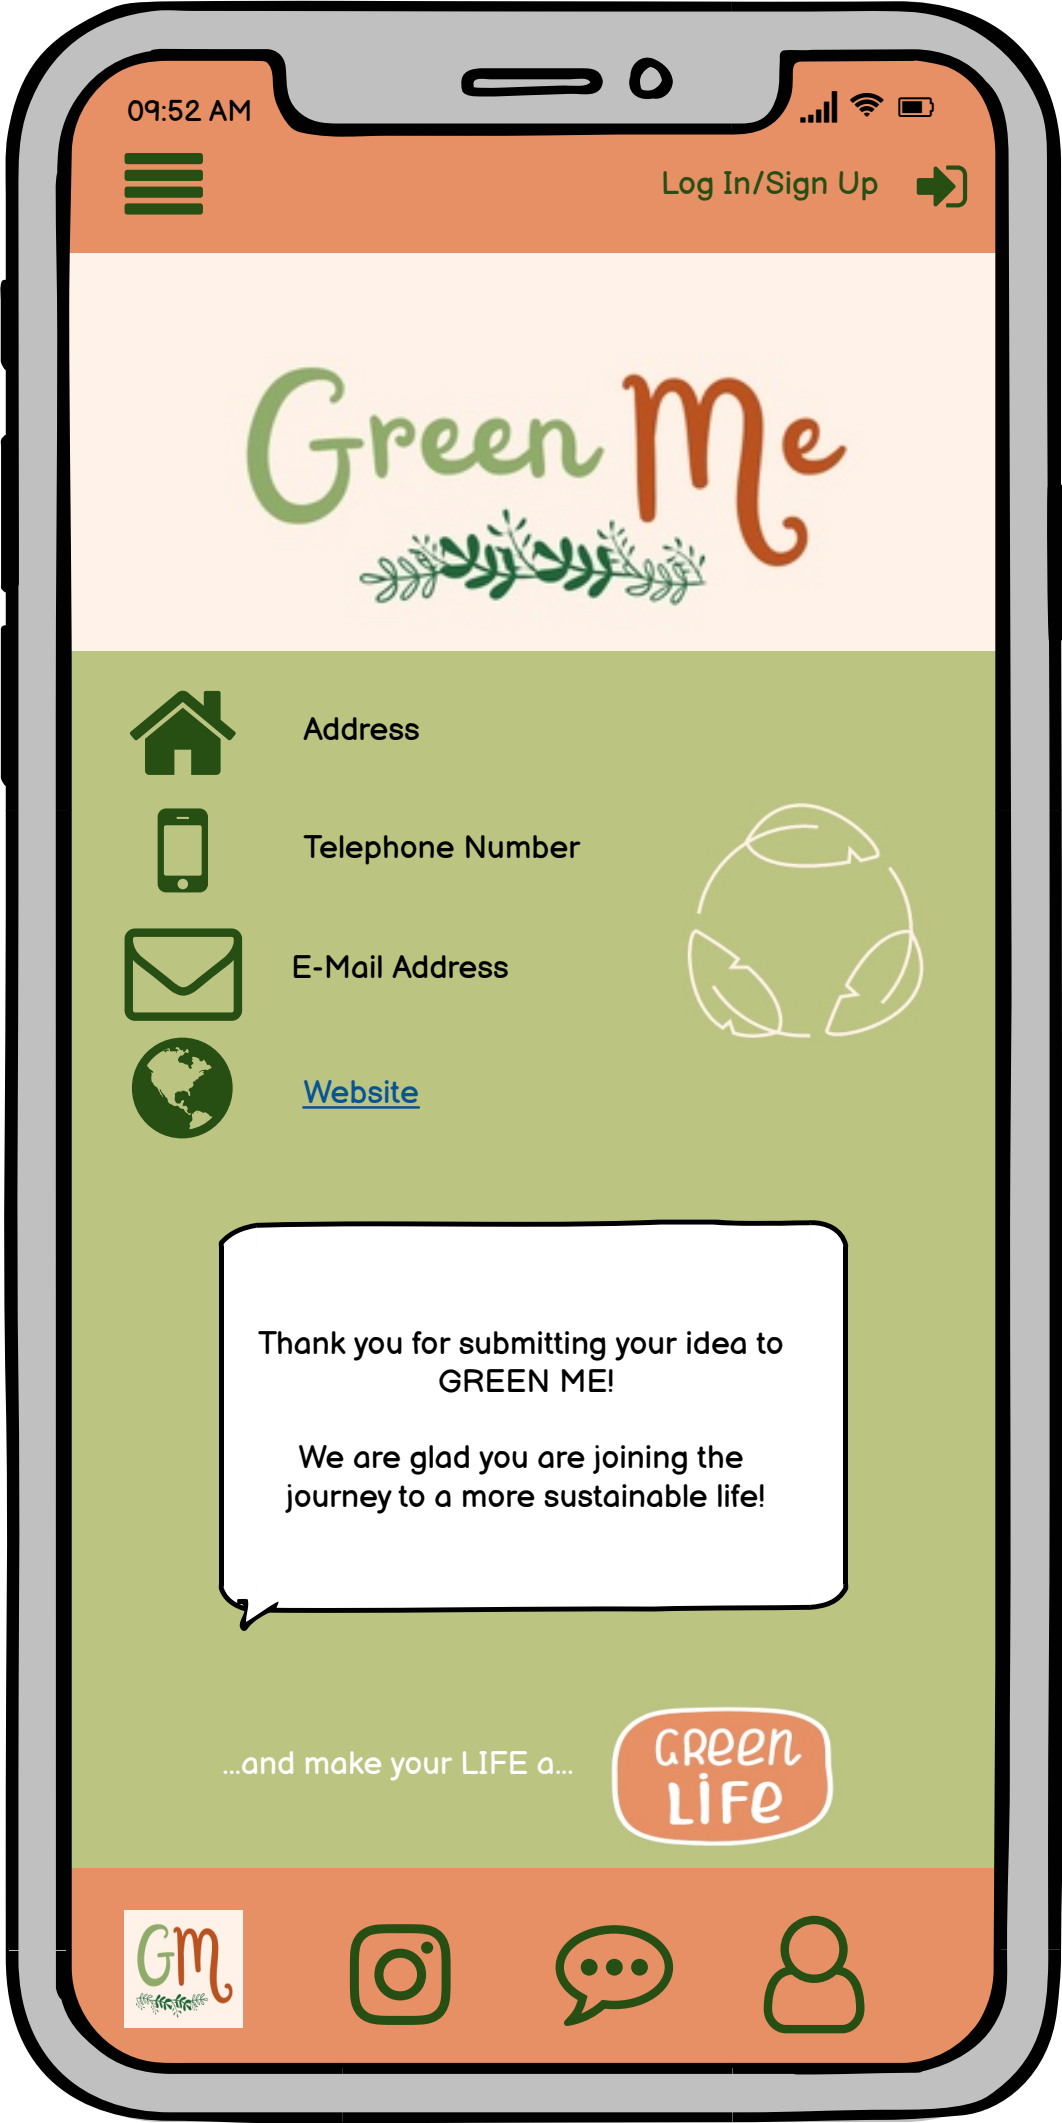 09:52 AM
Log In/Sign Up
Green Me
Address
Telephone Number
E-Mail Address
Website
Thank you for submitting your idea to
GREEN ME!
We are glad you are joining the
journey to a more sustainable life!
...and make your LIFE a...
GReen
LiFe
GM